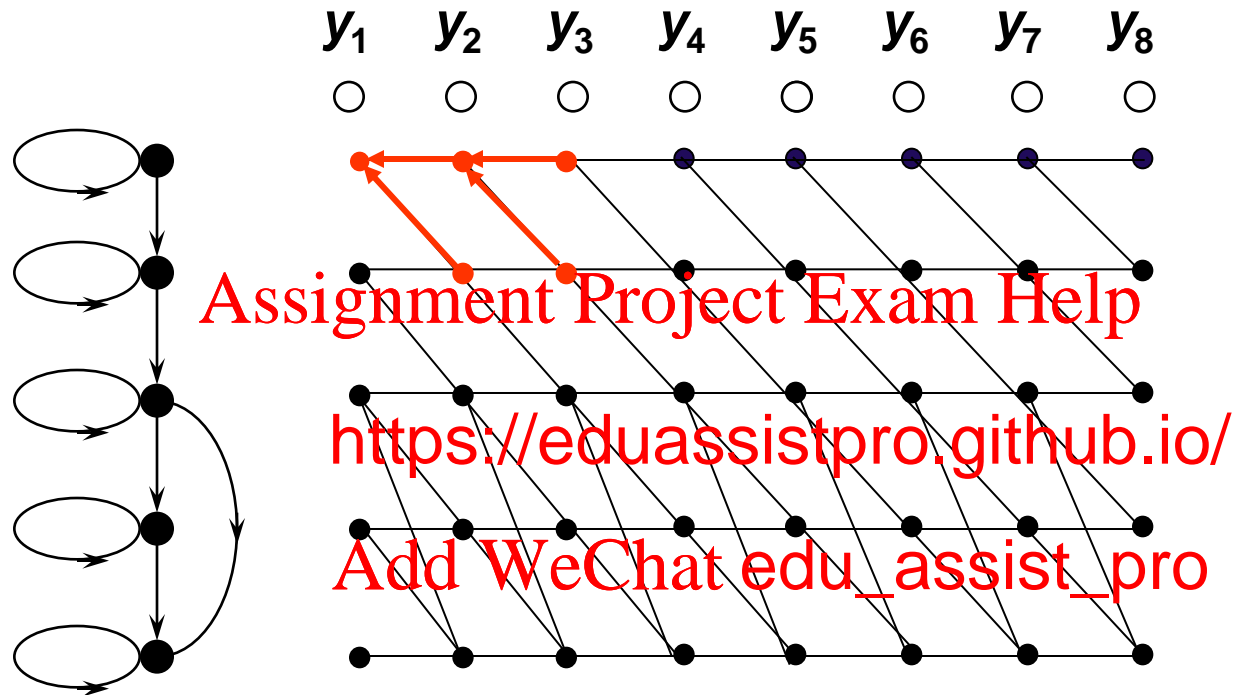 y1 y2 y3 y4 y5 y6 y7 y8
Assignment Project Exam Help
https://eduassistpro.github.io/
Add WeChat edu_assist_pro